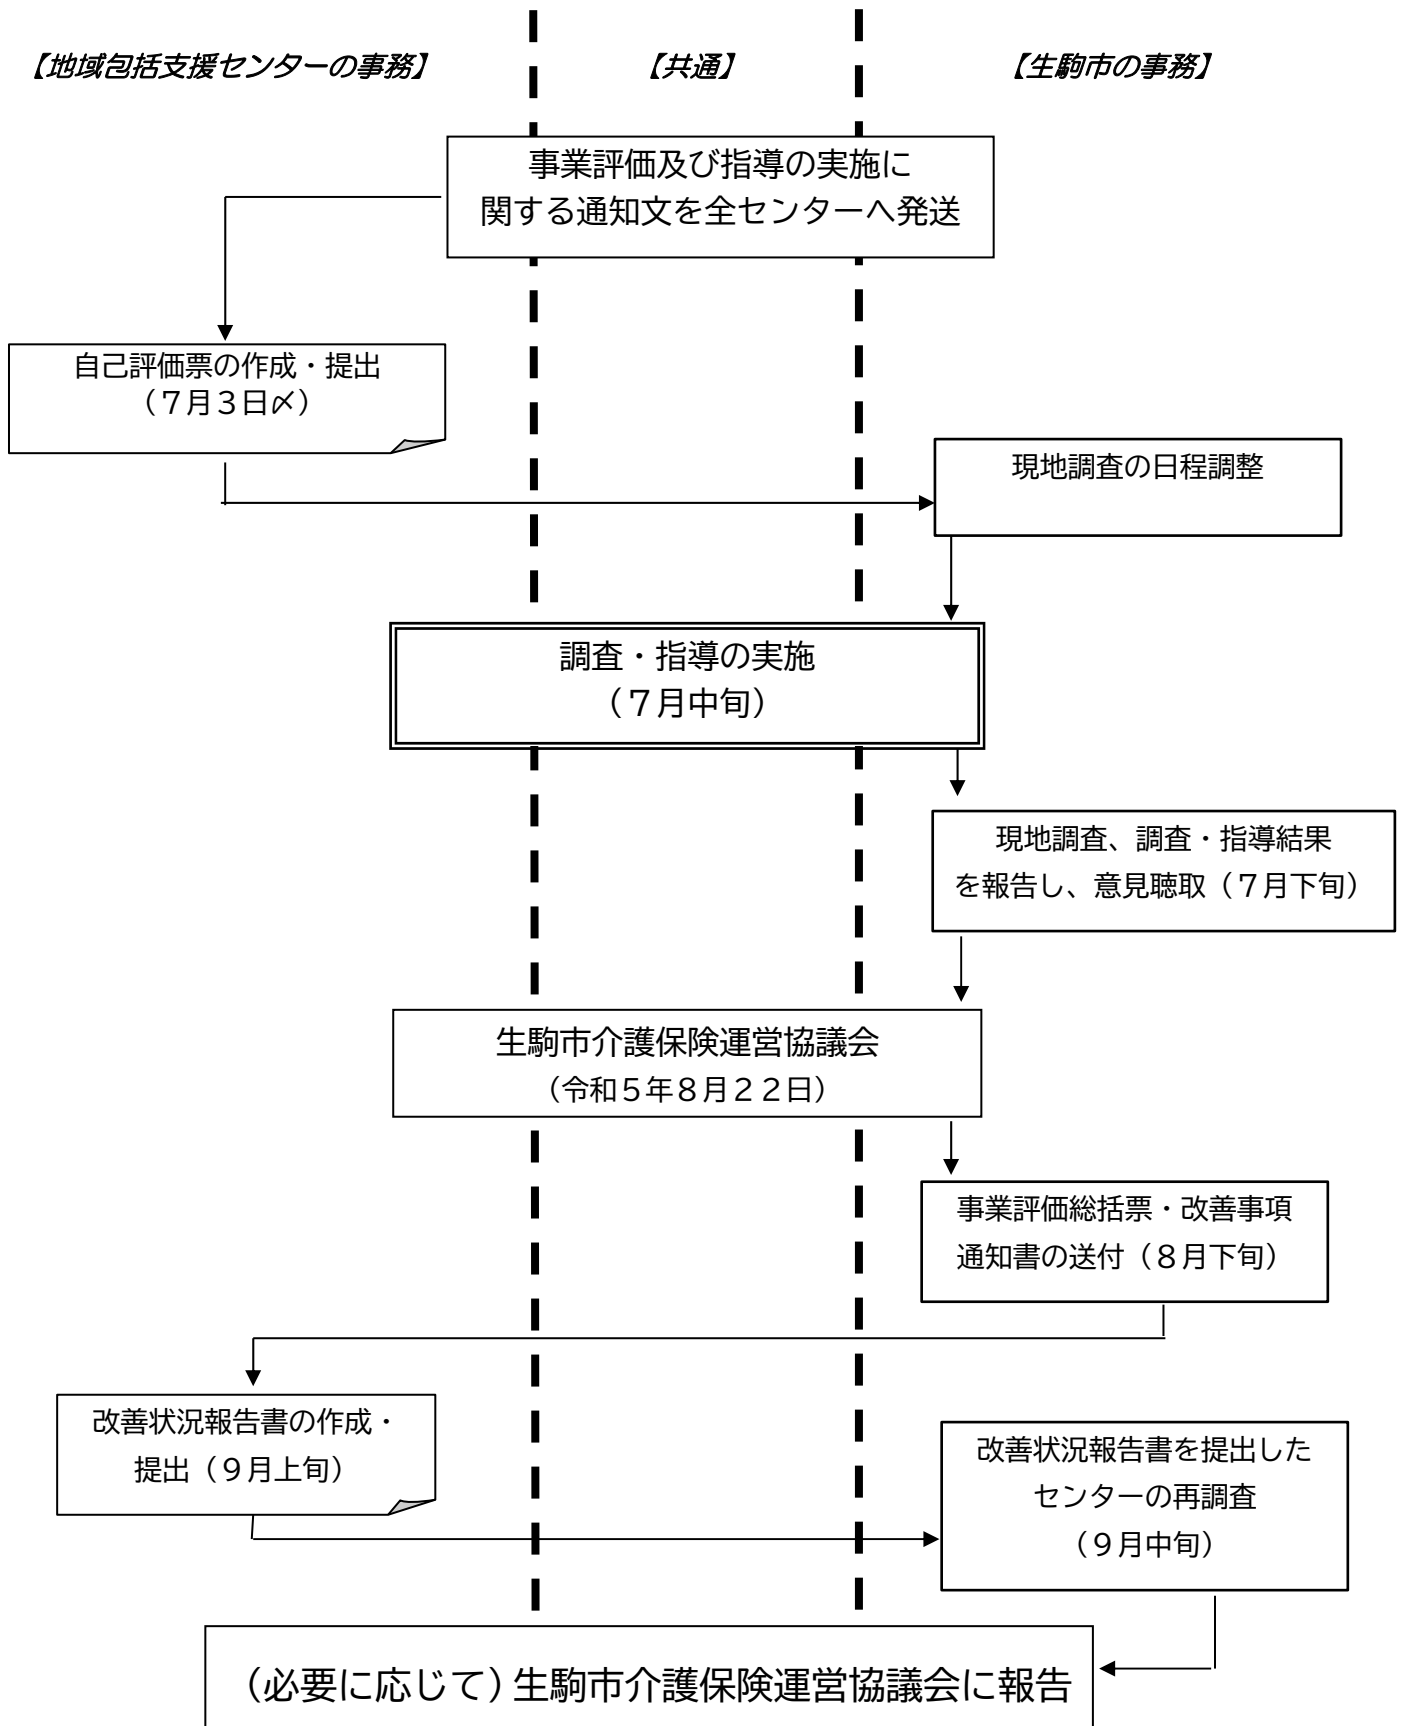 【地域包括支援センターの事務】
【共通】
【生駒市の事務】
事業評価及び指導の実施に
関する通知文を全センターへ発送
自己評価票の作成・提出
（７月３日〆）
現地調査の日程調整
調査・指導の実施
（７月中旬）
現地調査、調査・指導結果
を報告し、意見聴取（７月下旬）
生駒市介護保険運営協議会
（令和５年８月２２日）
事業評価総括票・改善事項
通知書の送付（８月下旬）
改善状況報告書の作成・
提出（９月上旬）
改善状況報告書を提出した
センターの再調査
（９月中旬）
（必要に応じて）生駒市介護保険運営協議会に報告